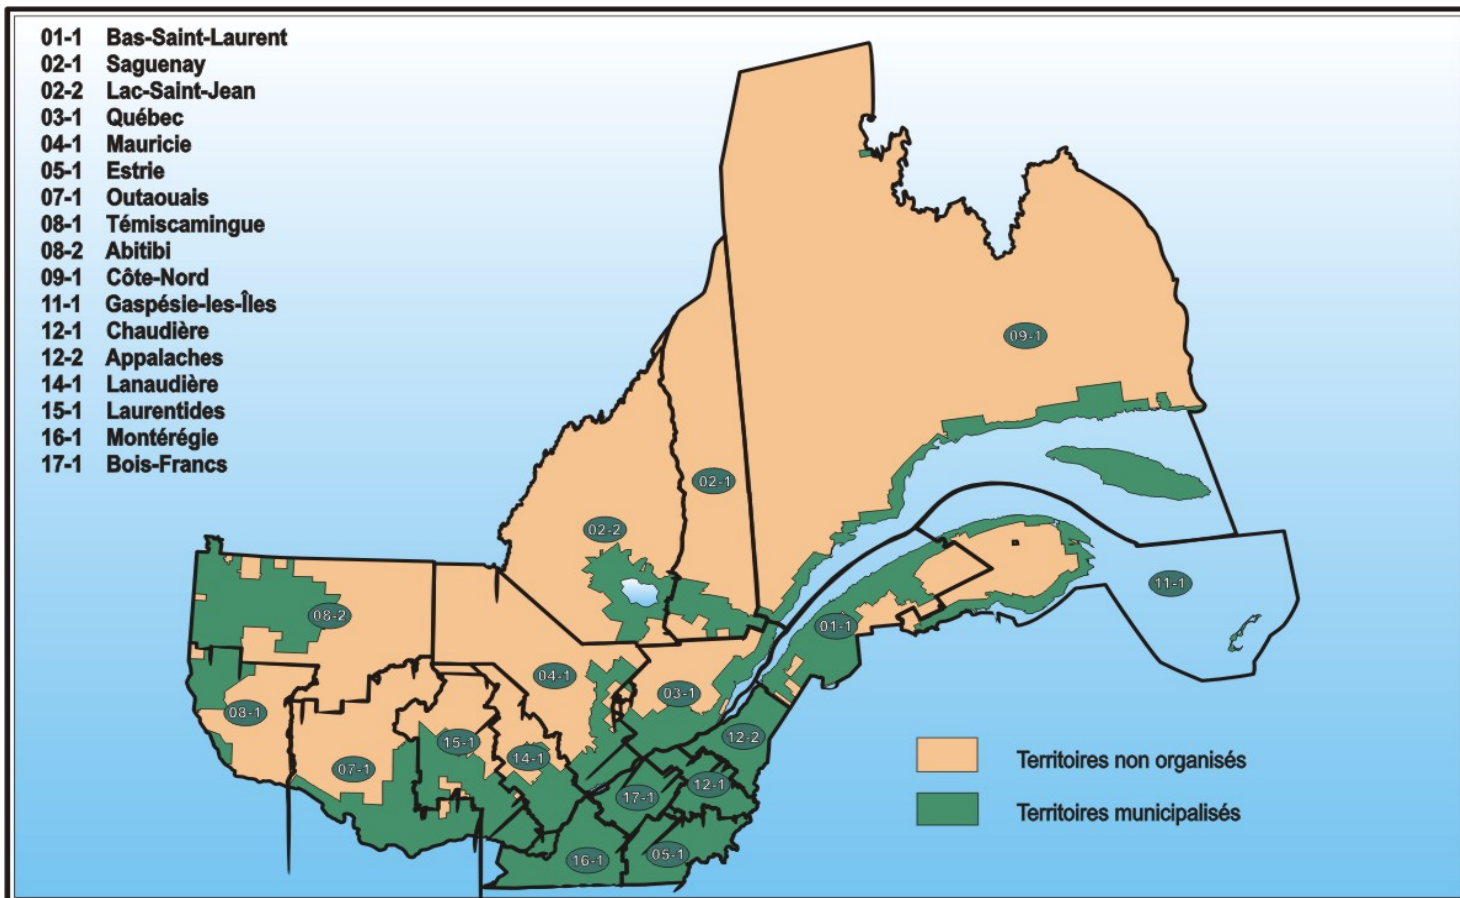 01-1 Bas-Saint-Laurent
02-1 Saguenay
02-2 Lac-Saint-Jean
03-1 Québec
04-1 Mauricie
05-1 Estrie
07-1 Outaouais
08-1 Témiscamingue
08-2 Abitibi
09-1 Côte-Nord
11-1 Gaspésie-les-Îles
12-1 Chaudière
12-2 Appalaches
14-1 Lanaudière
15-1 Laurentides
16-1 Montérégie
17-1 Bois-Francs
09-1
02-1
02-2
11-1
08-2
01-1
04-1
03-1
08-1
12-2
15-1
14-1
07-1
12-1
17-1
16-1
05-1
Territoires non organisés
Territoires municipalisés